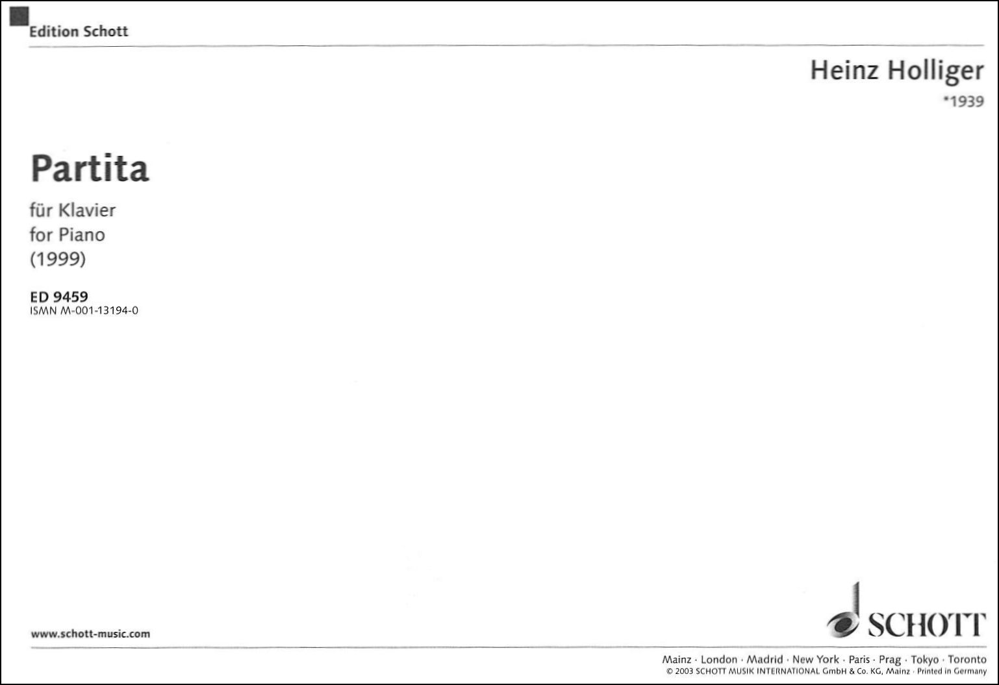 Edition Schott
Heinz Holliger
*1939
Partita
für Klavier
for Piano
(1999)
ED 9459
ISMN M-001-13194-0
SCHOTT
www.schott-music.com
Mainz · London · Madrid · New York · Paris · Prag · Tokyo · Toronto
© 2003 SCHOTT MUSIK INTERNATIONAL GmbH & Co. KG, Mainz · Printed in Germany